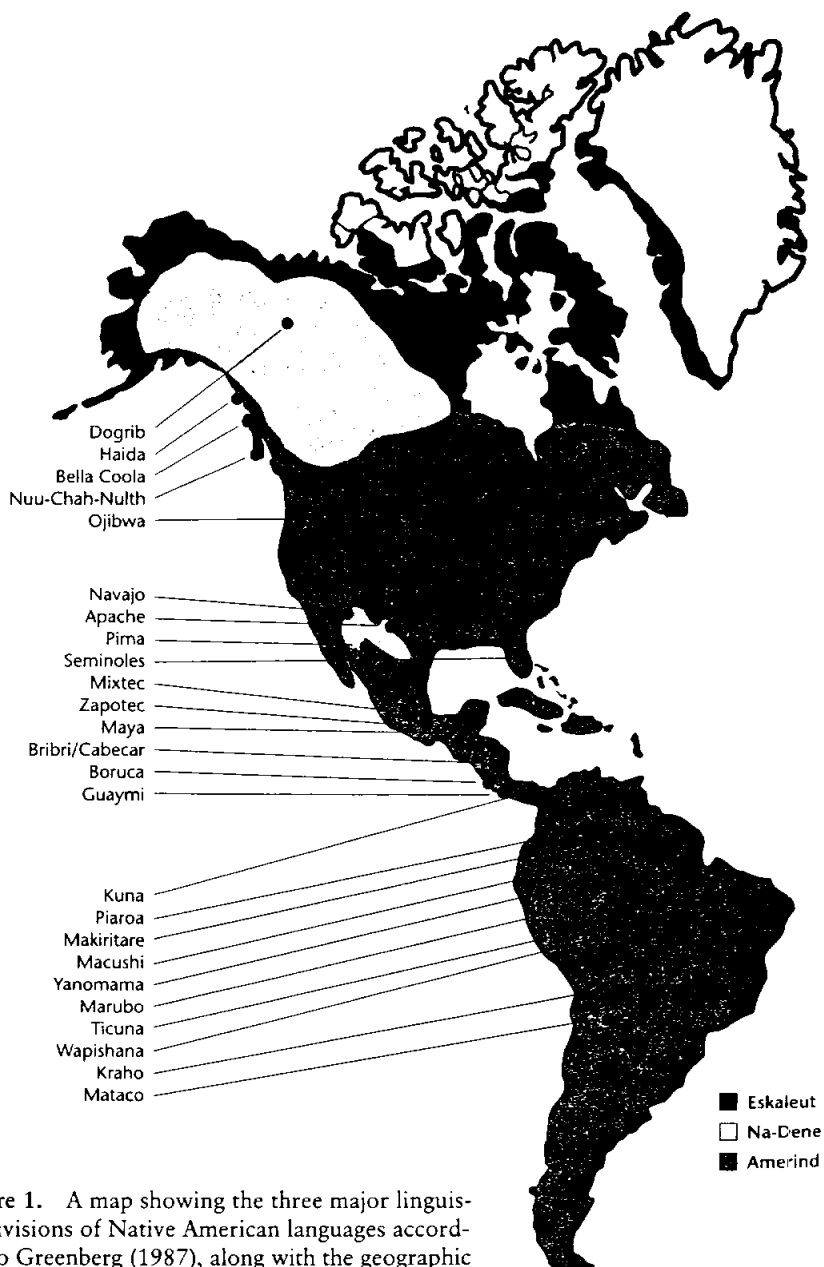 Dogrib
Haida
Bella Coola
Nuu-Chah-Nulth
Ojibwa
Navajo
Apache
Pima
Seminoles
Mixtec
Zapotec
Maya
Bribri/Cabecar
Boruca
Guaymi
Kuna
Piaroa
Makiritare
Macushi
Yanomama
Marubo
Ticuna
Wapishana
Kraho
Mataco
Eskaleut
Na-Dene
Amerind
re 1. A map showing the three major linguis-
ivisions of Native American languages accord-
o Greenberg (1987), along with the geographic